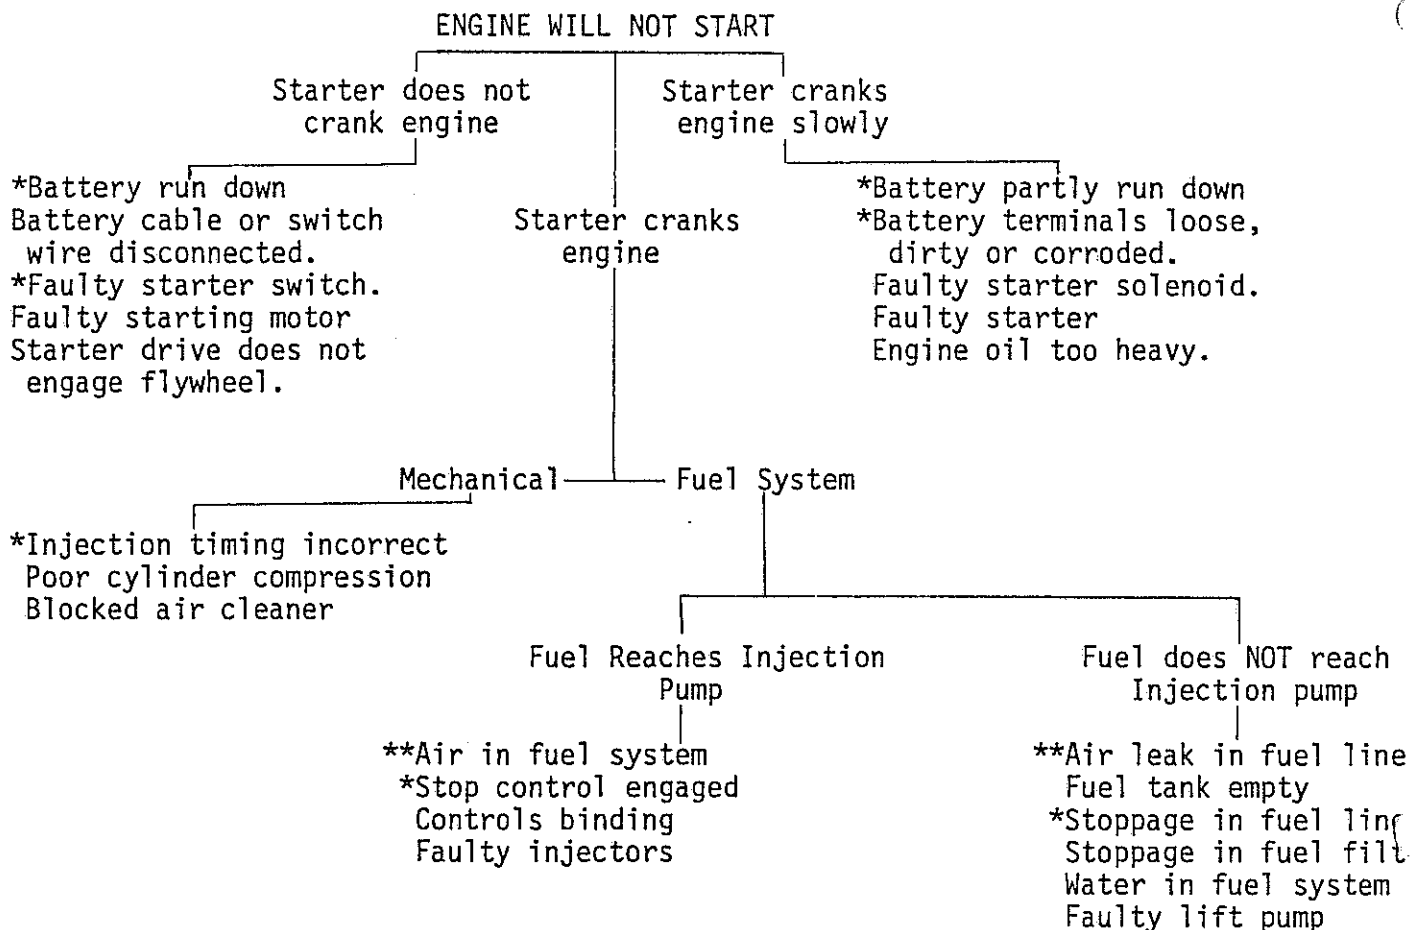 ENGINE WILL NOT START
Starter does not
crank engine
Starter cranks
engine slowly
*Battery run down
Battery cable or switch
wire disconnected.
*Faulty starter switch.
Faulty starting motor
Starter drive does not
engage flywheel.
Starter cranks
engine
*Battery partly run down
*Battery terminals loose,
dirty or corroded.
Faulty starter solenoid.
Faulty starter
Engine oil too heavy.
Mechanical
Fuel System
*Injection timing incorrect
Poor cylinder compression
Blocked air cleaner
Fuel Reaches Injection
Pump
**Air in fuel system
*Stop control engaged
Controls binding
Faulty injectors
Fuel does NOT reach
Injection pump
**Air leak in fuel line
Fuel tank empty
*Stoppage in fuel
Stoppage in fuel
Water in fuel system
Faulty lift pump